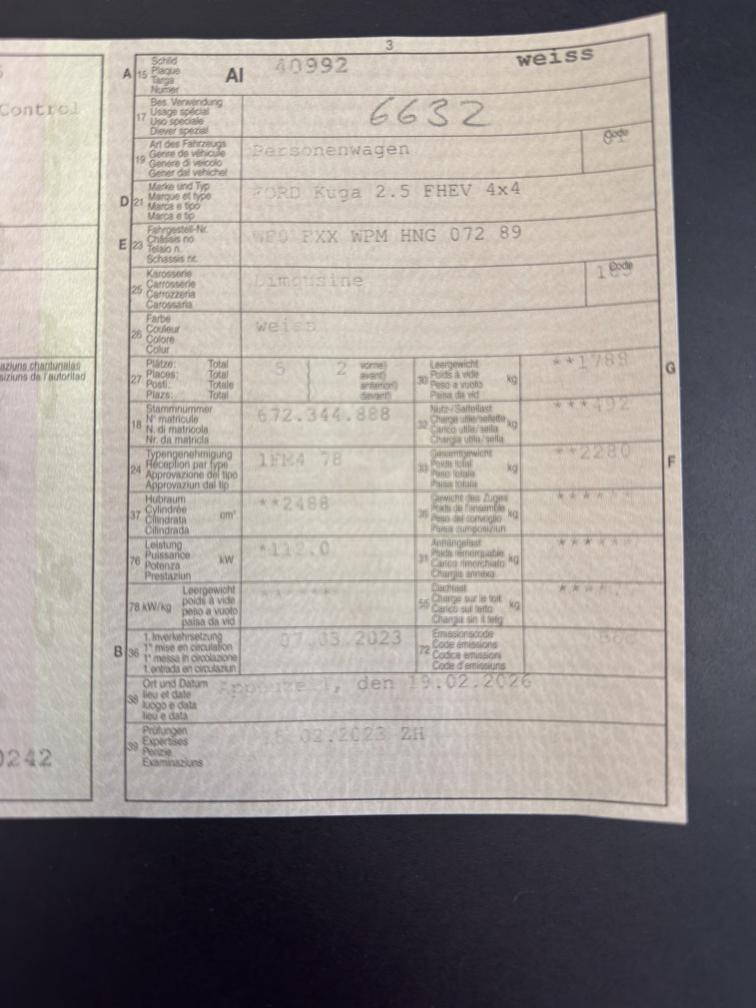 3
Control
0242
aziuns chantunalas
A 15 Schild Plaque Targa Numer AI 40992 weiss
17 Bes. Verwendung Usage spécial Uso speciale Diever spezial 6632
19 Art des Fahrzeugs Genre de véhicule Genere di veicolo Gener dal vehichel Personenwagen Code
D 21 Marke und Typ Marque et type Marca e tipo Marca e tip FORD Kuga 2.5 FHEV 4x4
E 23 Fahrgestell-Nr. Châssis no Telaio n. Schassis nr. WF0 FXX WPM HNG 072 89
25 Karosserie Carrosserie Carrozzeria Carossaria Limousine Code
26 Farbe Couleur Colore Colur weiss
27 Plätze: Total Places: Total Posti: Totale Plazs: Total 5 2 vorne) avant) anteriori) davant) 30 Leergewicht Poids à vide Peso a vuoto Paisa da vid kg **1788 G
18 Stammnummer N° matricule N. di matricola Nr. da matricla 672.344.888 32 Nutz-/Sattellast Charge utile/sellette Carico utile/sella Chargia utila/sella kg ***492
24 Typengenehmigung Réception par type Approvazione del tipo Approvaziun dal tip 1FM4 78 33 Gesamtgewicht Poids total Peso totale Paisa totala kg **2280 F
37 Hubraum Cylindrée Cilindrata Cilindrada cm³ **2488 35 Gewicht des Zuges Poids de l'ensemble Peso del convoglio Paisa cumposiziun kg ******
76 Leistung Puissance Potenza Prestaziun kW *112.0 31 Anhängelast Poids remorquable Carico rimorchiato Chargia annexa kg ******
78 kW/kg Leergewicht poids à vide peso a vuoto paisa da vid ****** 55 Dachlast Charge sur le toit Carico sul tetto Chargia sin il tetg kg ****
B 36 1. Inverkehrsetzung 1re mise en circulation 1a messa in circolazione 1. entrada en circulaziun 07.03.2023 72 Emissionscode Code émissions Codice emissioni Code d'emissiuns
38 Ort und Datum lieu et date luogo e data lieu e data Appenzell, den 19.02.2026
39 Prüfungen Expertises Perizie Examinaziuns 02.2023 ZH